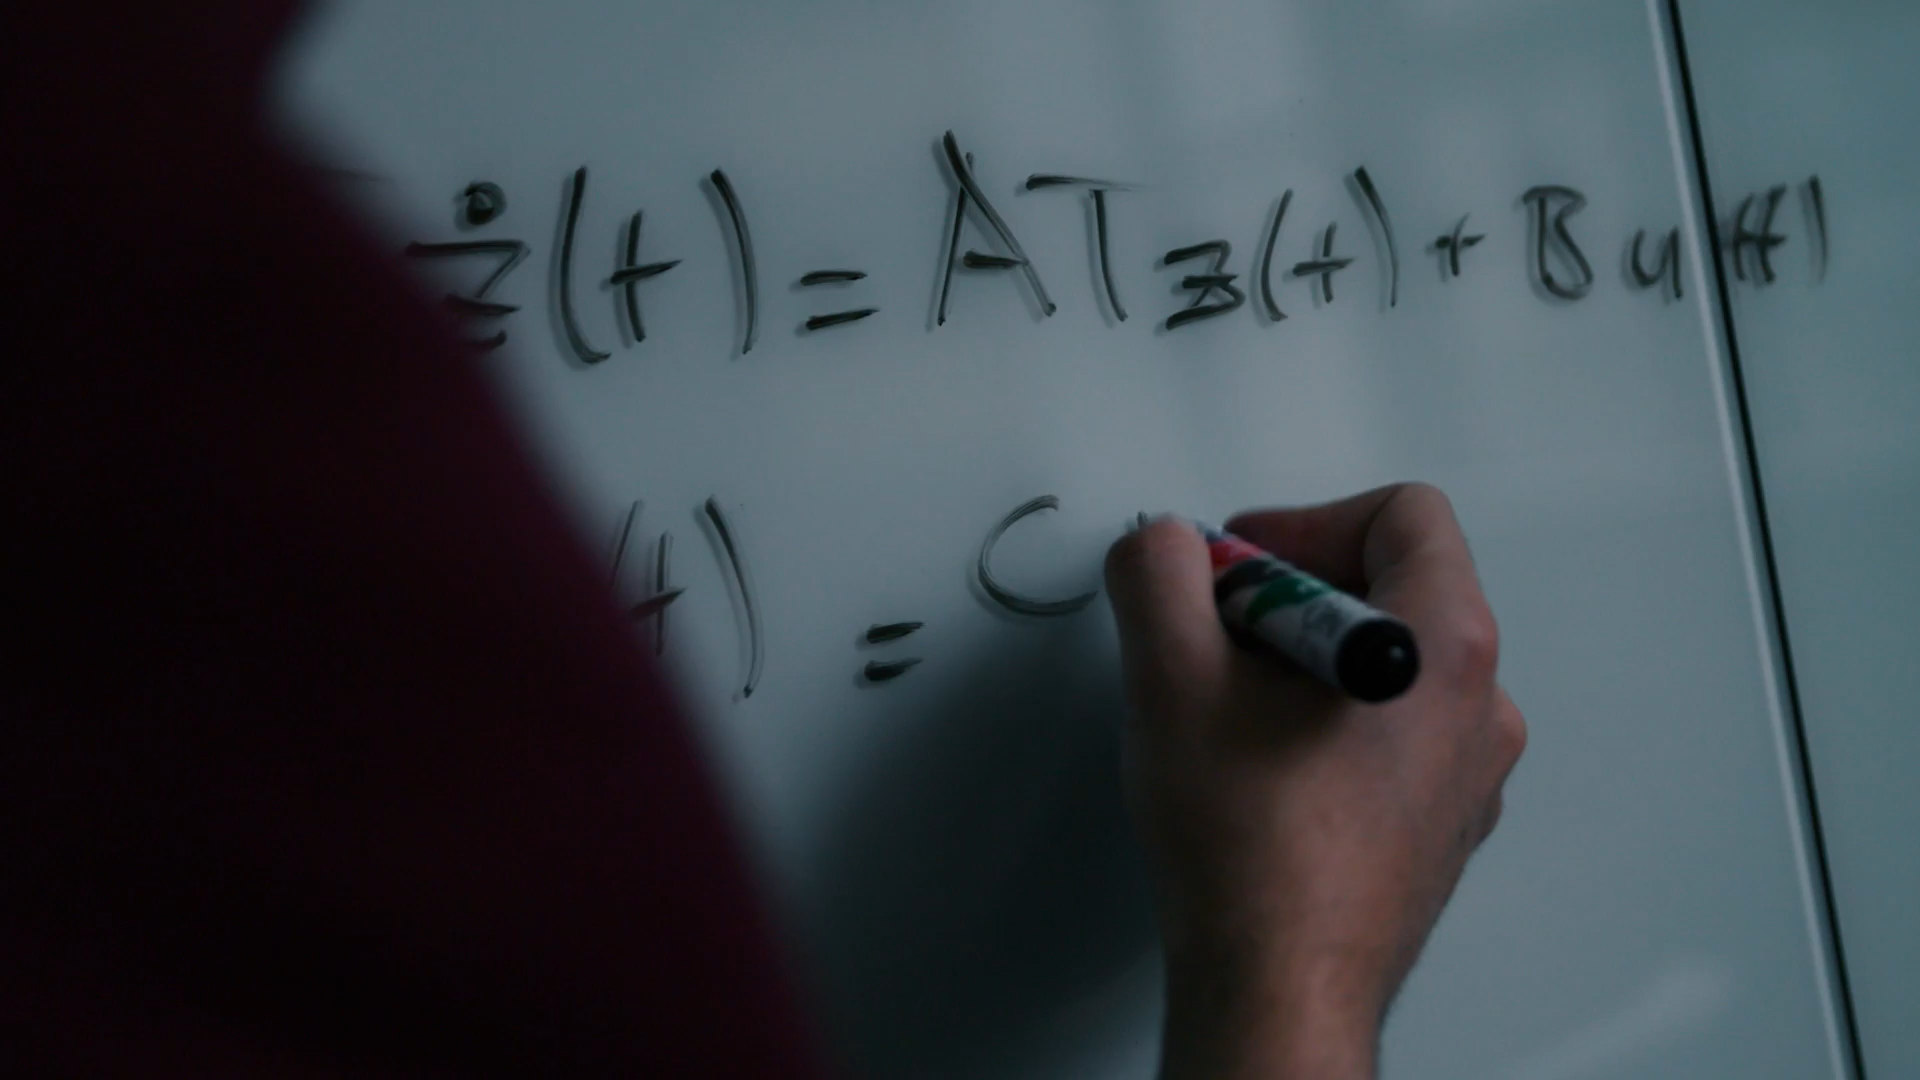 ż(t) = ATz(t) + Bu(t)
(t) = C